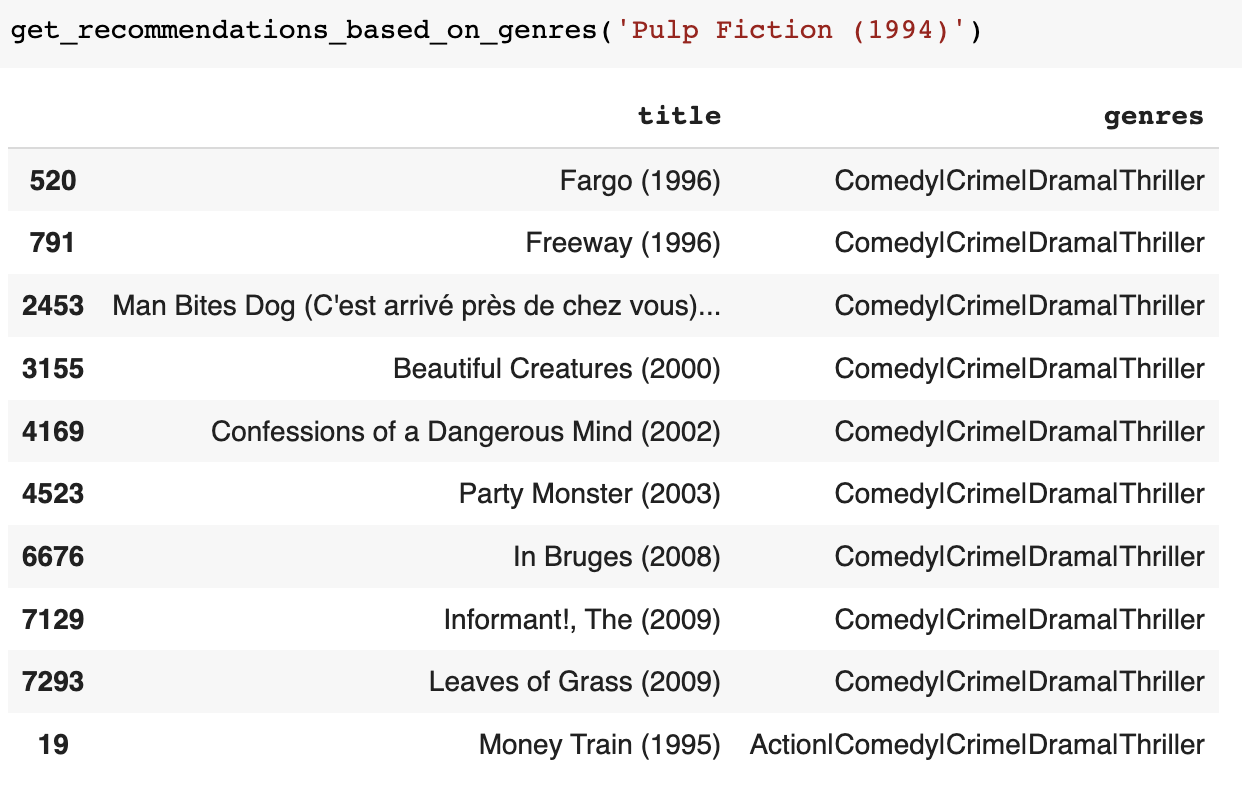 get_recommendations_based_on_genres('Pulp Fiction (1994)')
title genres
520 Fargo (1996) Comedy|Crime|Drama|Thriller
791 Freeway (1996) Comedy|Crime|Drama|Thriller
2453 Man Bites Dog (C'est arrivé près de chez vous)... Comedy|Crime|Drama|Thriller
3155 Beautiful Creatures (2000) Comedy|Crime|Drama|Thriller
4169 Confessions of a Dangerous Mind (2002) Comedy|Crime|Drama|Thriller
4523 Party Monster (2003) Comedy|Crime|Drama|Thriller
6676 In Bruges (2008) Comedy|Crime|Drama|Thriller
7129 Informant!, The (2009) Comedy|Crime|Drama|Thriller
7293 Leaves of Grass (2009) Comedy|Crime|Drama|Thriller
19 Money Train (1995) Action|Comedy|Crime|Drama|Thriller